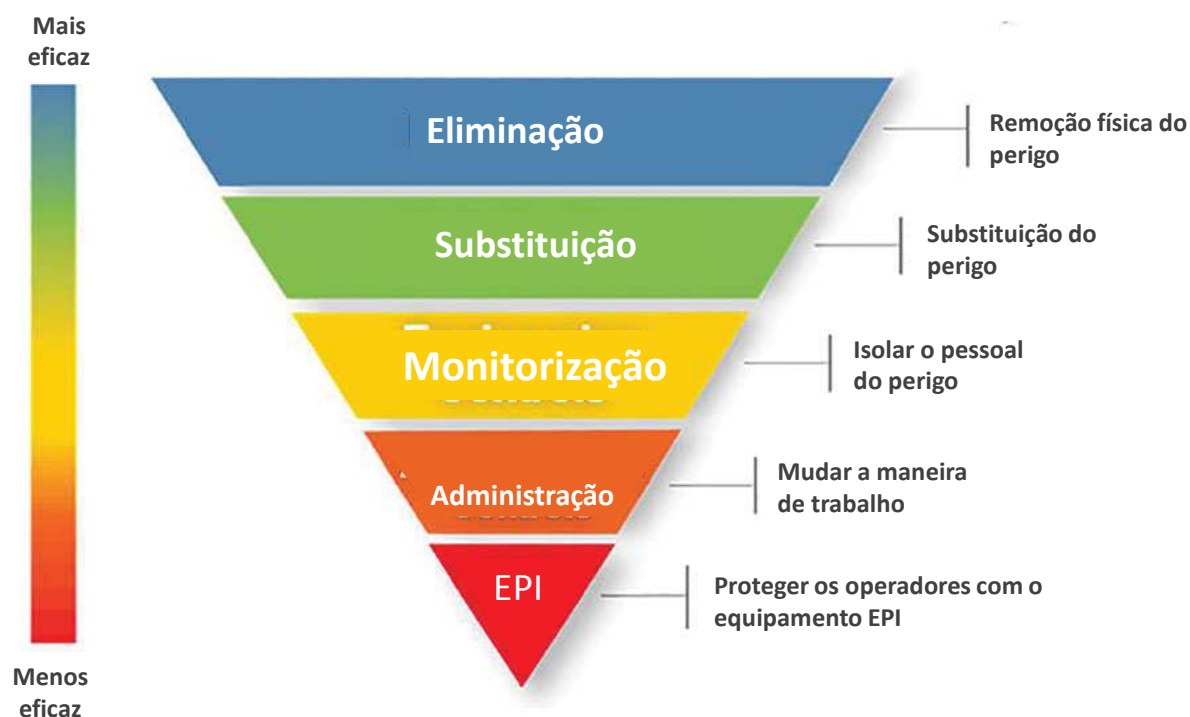 Mais
eficaz
Eliminação
Remoção física do
perigo
Substituição
Substituição do
perigo
Monitorização
Isolar o pessoal
do perigo
Administração
Mudar a maneira
de trabalho
EPI
Proteger os operadores com o
equipamento EPI
Menos
eficaz